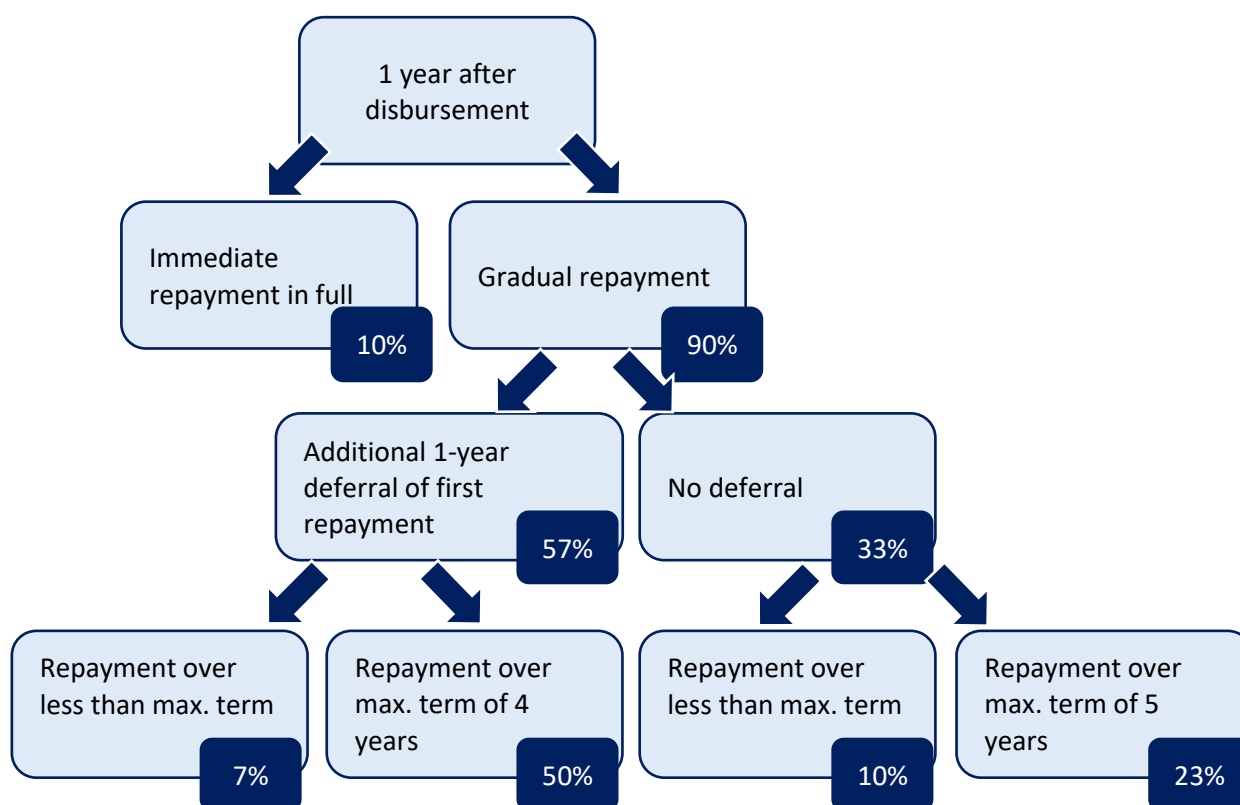 1 year after
disbursement
Immediate
repayment in full
10%
Gradual repayment
90%
Additional 1-year
deferral of first
repayment
57%
No deferral
33%
Repayment over
less than max. term
7%
Repayment over
max. term of 4
years
50%
Repayment over
less than max. term
10%
Repayment over
max. term of 5
years
23%